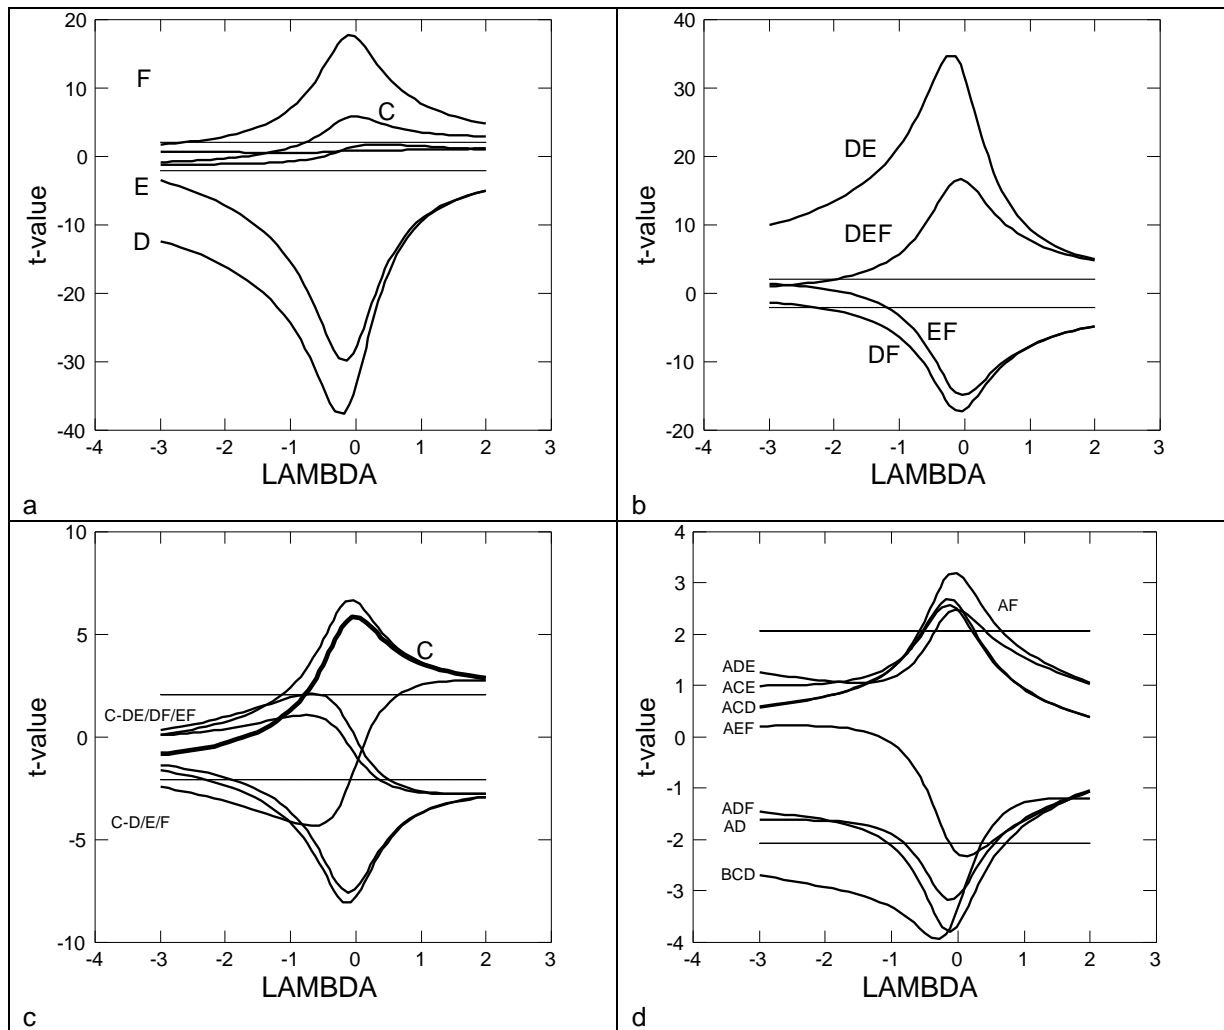 20
10
0
-10
-20
-30
-40
t-value
F
C
E
D
-4 -3 -2 -1 0 1 2 3
LAMBDA
a
40
30
20
10
0
-10
-20
t-value
DE
DEF
EF
DF
-4 -3 -2 -1 0 1 2 3
LAMBDA
b
10
5
0
-5
-10
t-value
C
C-DE/DF/EF
C-D/E/F
-4 -3 -2 -1 0 1 2 3
LAMBDA
c
4
3
2
1
0
-1
-2
-3
-4
t-value
AF
ADE
ACE
ACD
AEF
ADF
AD
BCD
-4 -3 -2 -1 0 1 2 3
LAMBDA
d